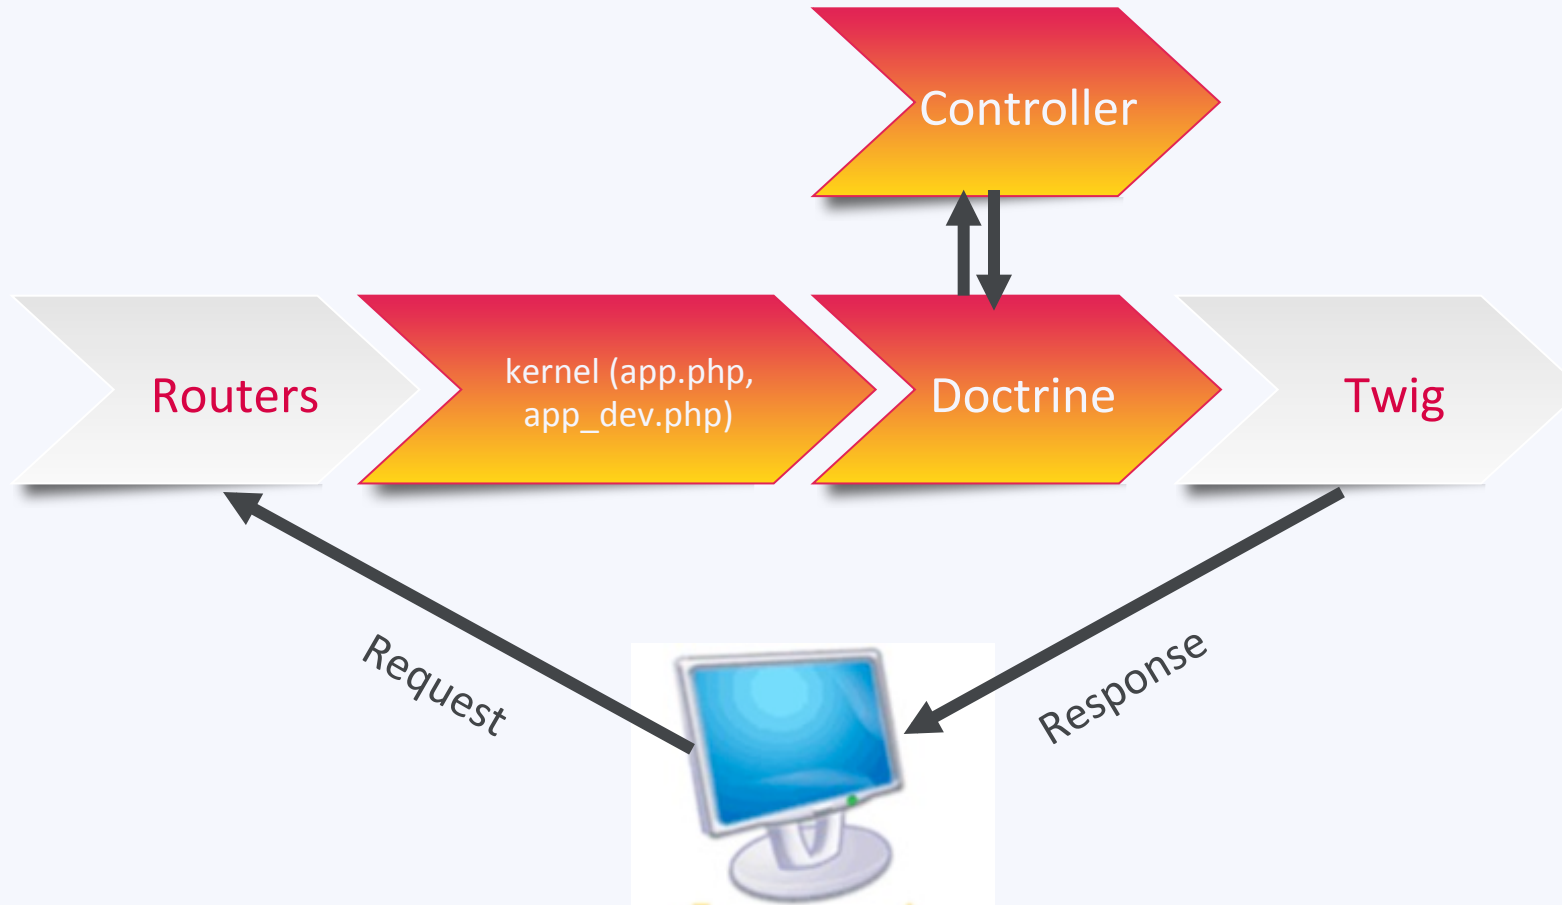 Controller
Routers
kernel (app.php,
app_dev.php)
Doctrine
Twig
Request
Response